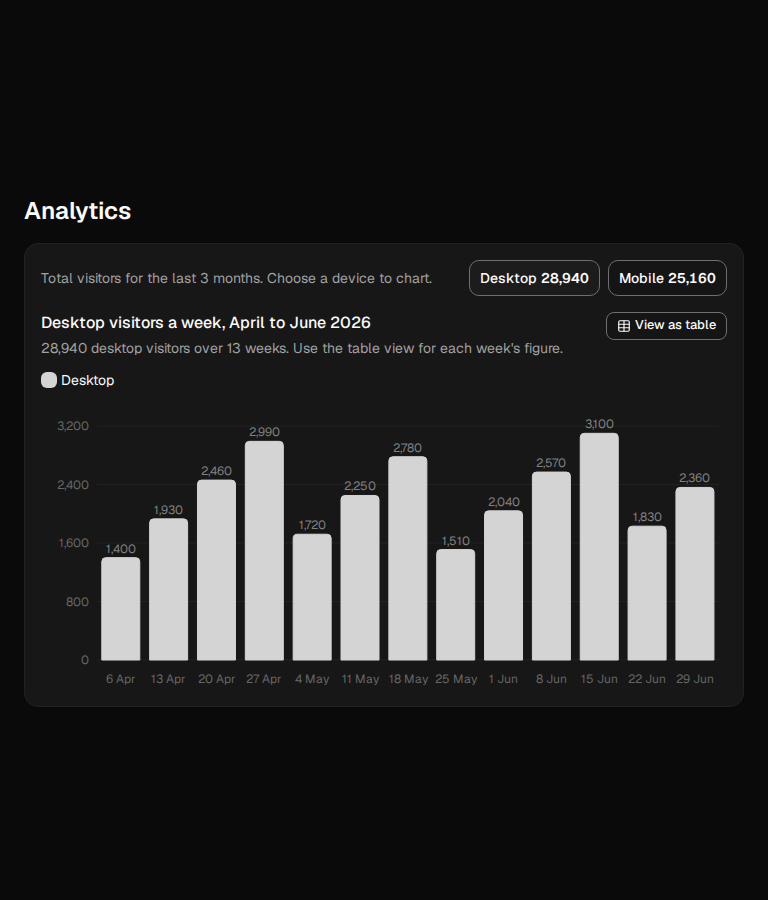 Analytics
Total visitors for the last 3 months. Choose a device to chart.
Desktop 28,940
Mobile 25,160
Desktop visitors a week, April to June 2026
View as table
28,940 desktop visitors over 13 weeks. Use the table view for each week's figure.
Desktop
3,200
2,400
1,600
800
0
1,400
1,930
2,460
2,990
1,720
2,250
2,780
1,510
2,040
2,570
3,100
1,830
2,360
6 Apr
13 Apr
20 Apr
27 Apr
4 May
11 May
18 May
25 May
1 Jun
8 Jun
15 Jun
22 Jun
29 Jun